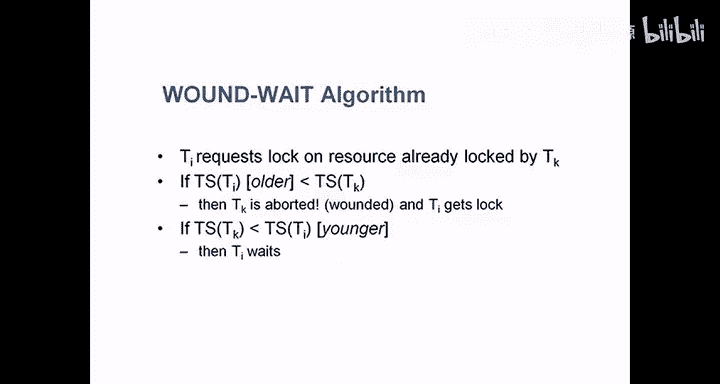 bilibili
WOUND-WAIT Algorithm
• Ti requests lock on resource already locked by Tk
• If TS(Ti) [older] < TS(Tk)
– then Tk is aborted! (wounded) and Ti gets lock
• If TS(Tk) < TS(Ti) [younger]
– then Ti waits